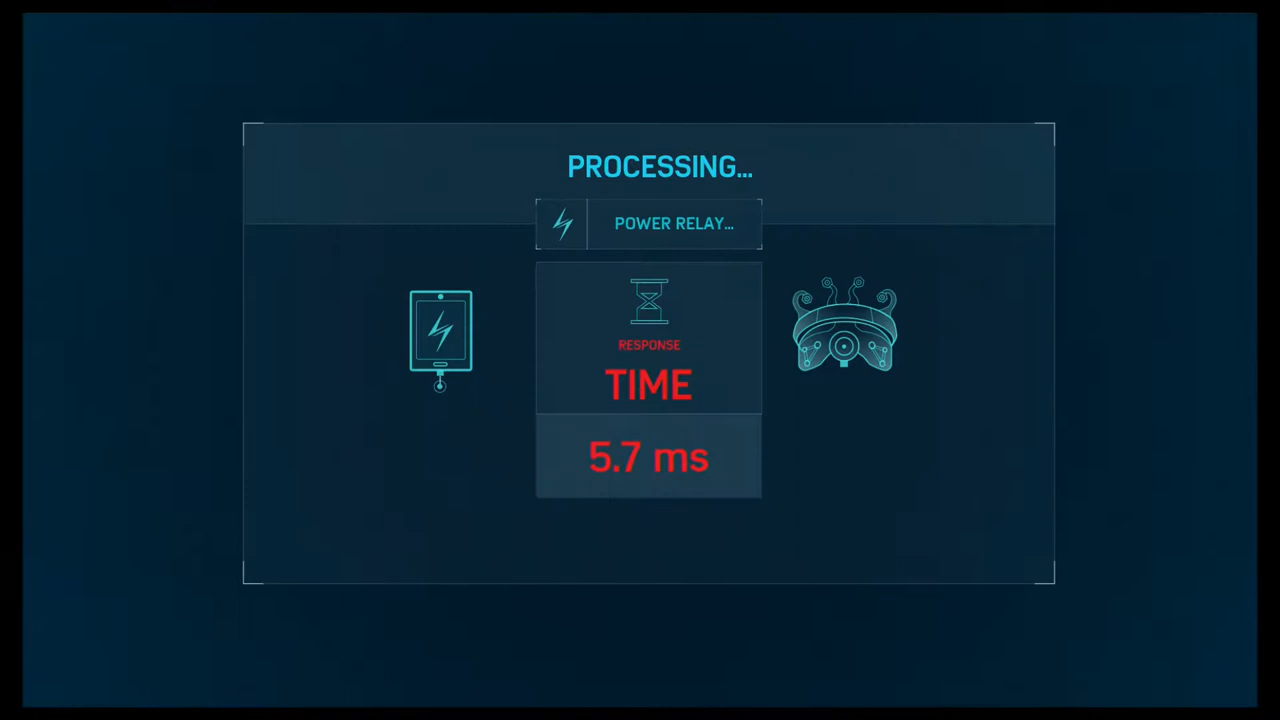 PROCESSING...
POWER RELAY...
RESPONSE
TIME
5.7 ms